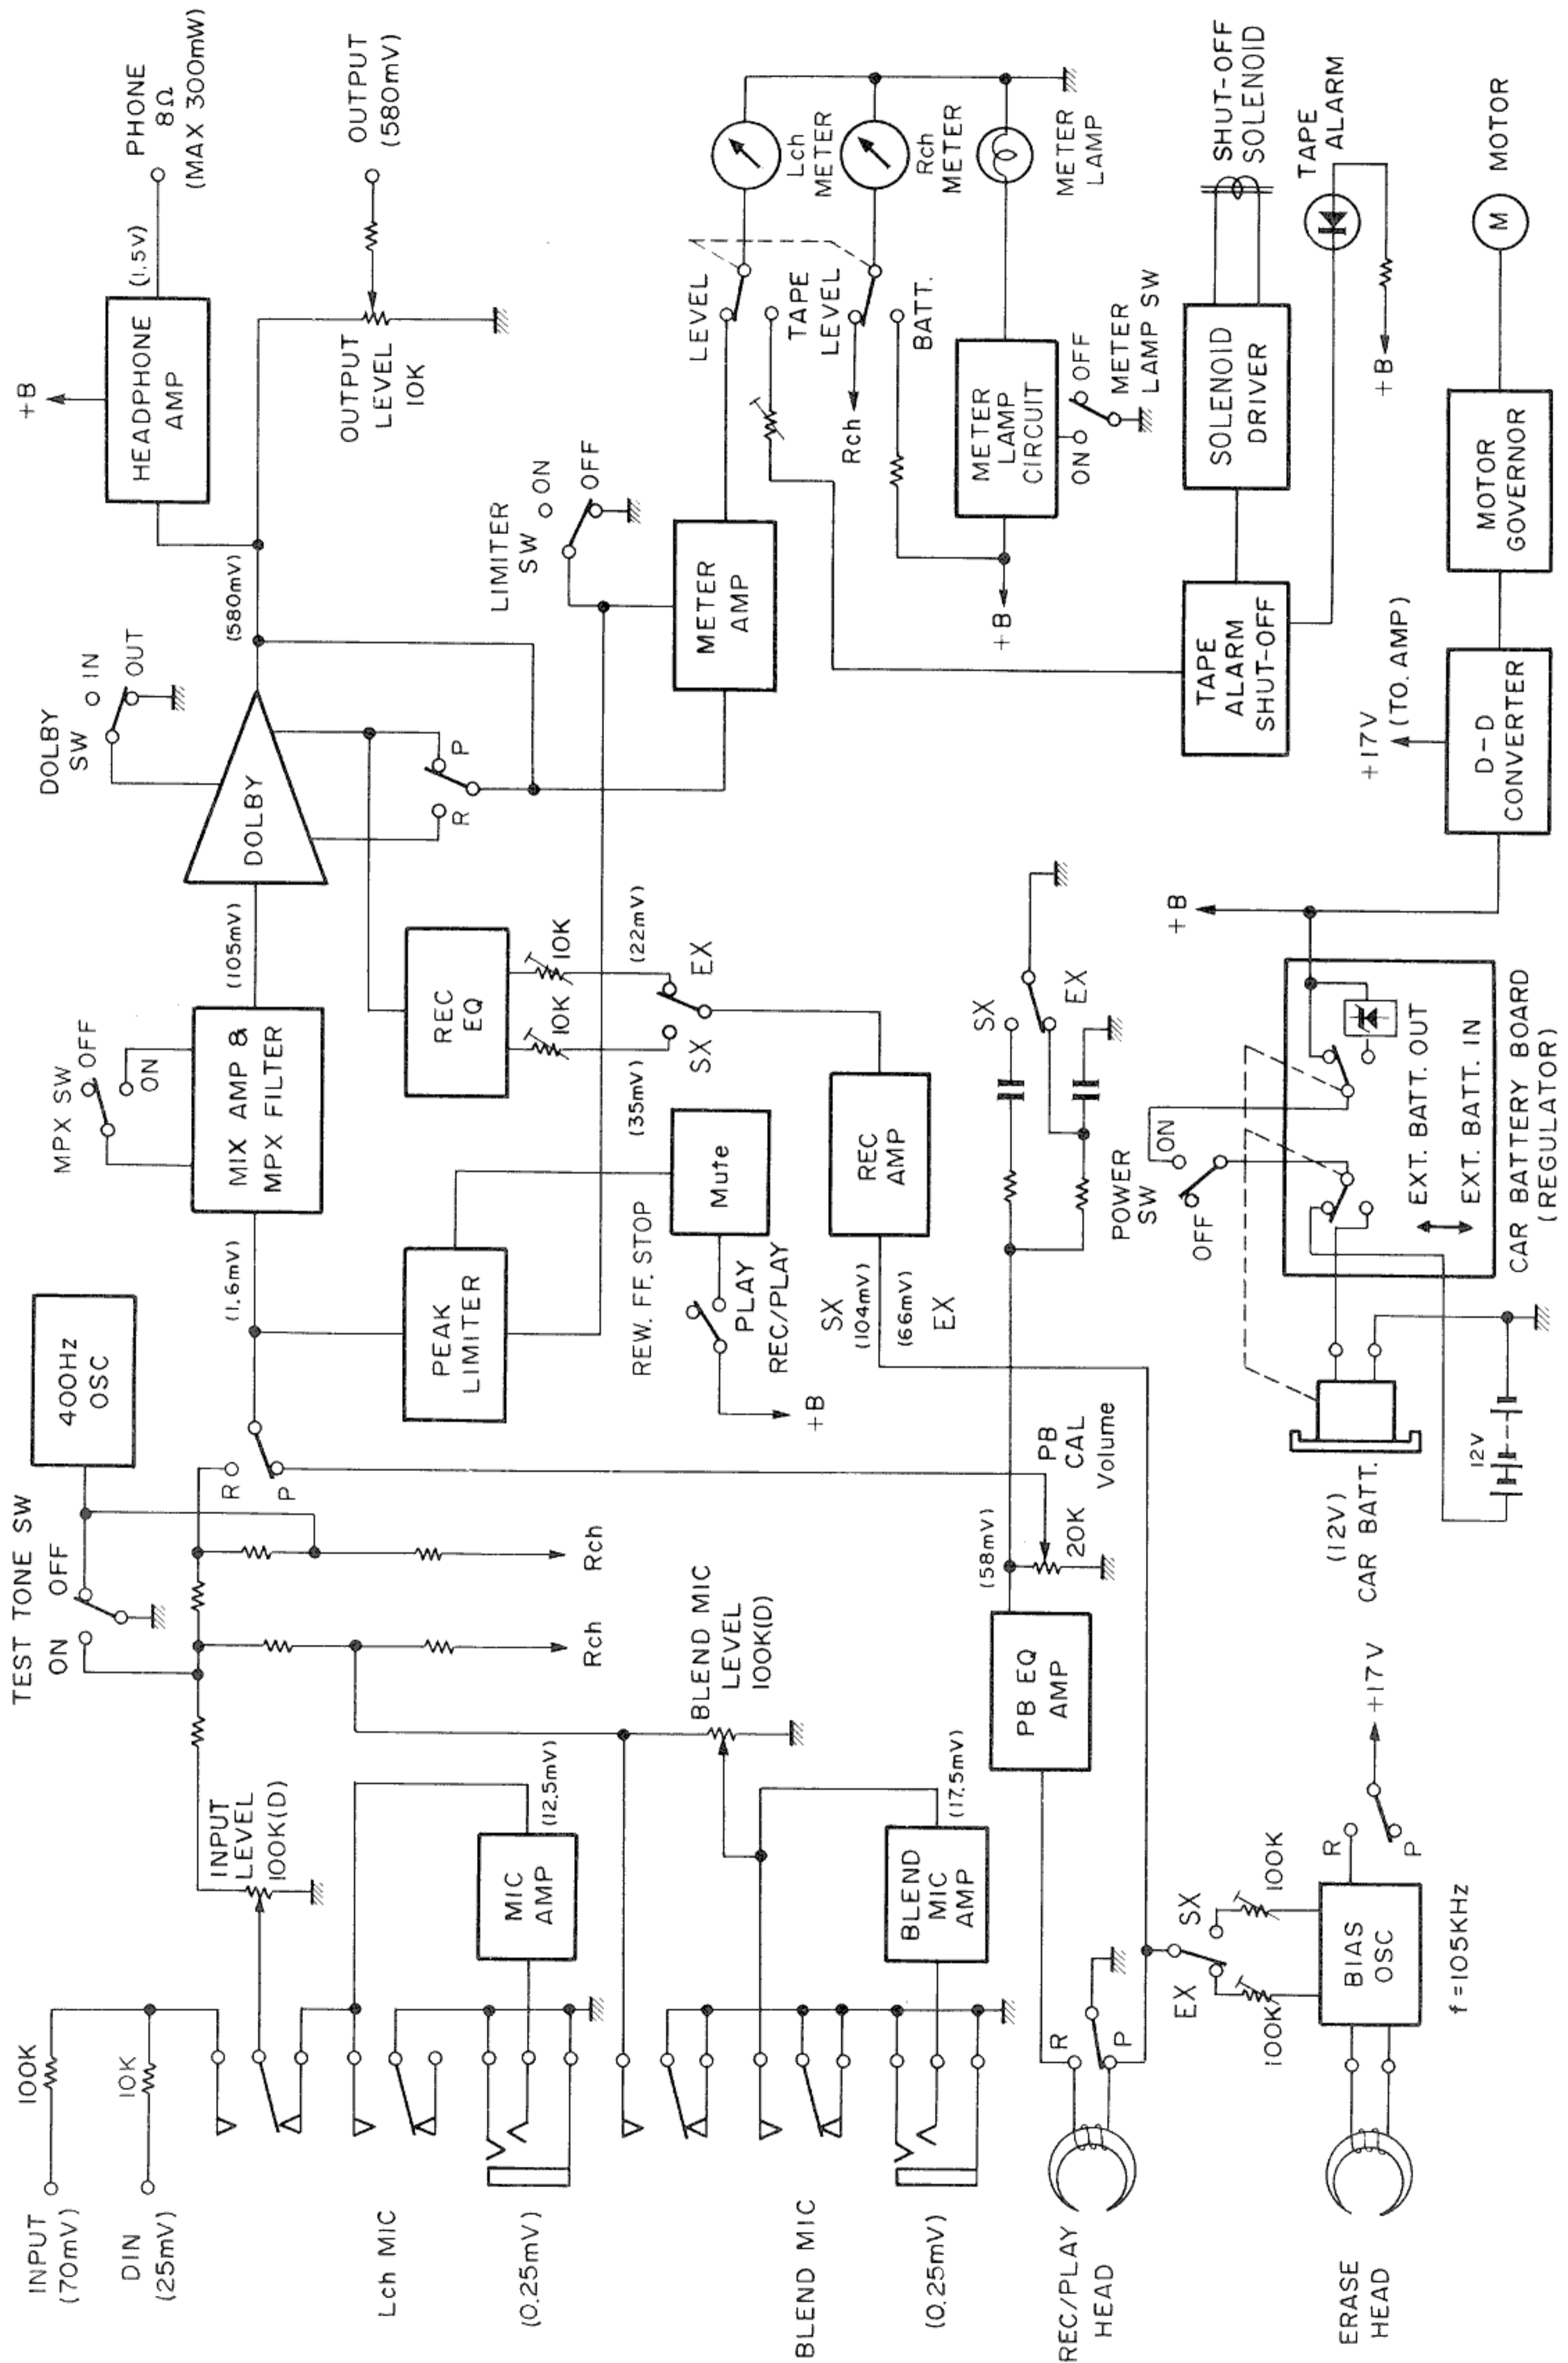 INPUT
(70mV)
100K
DIN
(25mV)
10K
Lch MIC
(0.25mV)
MIC
AMP
(12.5mV)
INPUT
LEVEL
100K(D)
TEST TONE SW
ON OFF
400Hz
OSC
Rch
Rch
R
P
(1.6mV)
MPX SW
OFF
ON
MIX AMP &
MPX FILTER
(105mV)
DOLBY
SW
IN
OUT
DOLBY
(580mV)
+B
HEADPHONE
AMP
(1.5V)
PHONE
8Ω
(MAX 300mW)
OUTPUT
LEVEL
10K
OUTPUT
(580mV)
R
P
PEAK
LIMITER
REC
EQ
10K
10K
(35mV)
(22mV)
SX
EX
LIMITER
SW
ON
OFF
METER
AMP
LEVEL
TAPE
LEVEL
BATT.
Rch
Lch
METER
Rch
METER
METER
LAMP
METER
LAMP
CIRCUIT
ON
OFF
METER
LAMP SW
+B
BLEND MIC
(0.25mV)
BLEND
MIC
AMP
(17.5mV)
BLEND MIC
LEVEL
100K(D)
REW. FF. STOP
PLAY
REC/PLAY
+B
Mute
SX
(104mV)
(66mV)
EX
REC
AMP
REC/PLAY
HEAD
R
P
PB EQ
AMP
(58mV)
20K
PB
CAL
Volume
SX
EX
TAPE
ALARM
SHUT-OFF
SOLENOID
DRIVER
SHUT-OFF
SOLENOID
TAPE
ALARM
+B
ERASE
HEAD
EX
SX
100K
100K
BIAS
OSC
f=105KHz
R
P
+17V
(12V)
CAR BATT.
12V
POWER
SW
OFF
ON
EXT. BATT. OUT
EXT. BATT. IN
CAR BATTERY BOARD
(REGULATOR)
+B
+17V
(TO. AMP)
D-D
CONVERTER
MOTOR
GOVERNOR
M
MOTOR